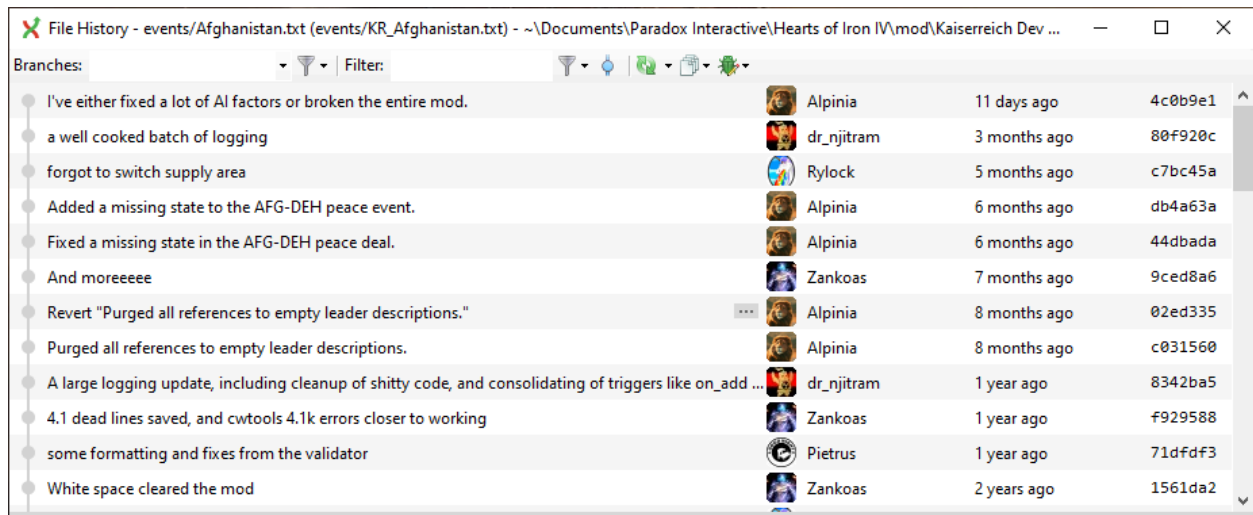 File History - events/Afghanistan.txt (events/KR_Afghanistan.txt) - ~\Documents\Paradox Interactive\Hearts of Iron IV\mod\Kaiserreich Dev ...
Branches: Filter:
I've either fixed a lot of AI factors or broken the entire mod. Alpinia 11 days ago 4c0b9e1
a well cooked batch of logging dr_njitram 3 months ago 80f920c
forgot to switch supply area Rylock 5 months ago c7bc45a
Added a missing state to the AFG-DEH peace event. Alpinia 6 months ago db4a63a
Fixed a missing state in the AFG-DEH peace deal. Alpinia 6 months ago 44dbada
And moreeeee Zankoas 7 months ago 9ced8a6
Revert "Purged all references to empty leader descriptions." ... Alpinia 8 months ago 02ed335
Purged all references to empty leader descriptions. Alpinia 8 months ago c031560
A large logging update, including cleanup of shitty code, and consolidating of triggers like on_add ... dr_njitram 1 year ago 8342ba5
4.1 dead lines saved, and cwtools 4.1k errors closer to working Zankoas 1 year ago f929588
some formatting and fixes from the validator Pietrus 1 year ago 71dfdf3
White space cleared the mod Zankoas 2 years ago 1561da2